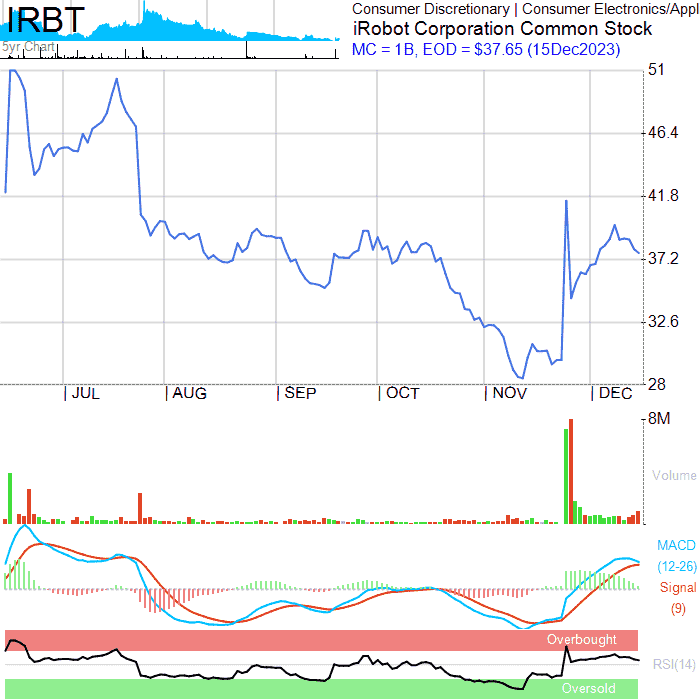 IRBT
5yr Chart
Consumer Discretionary | Consumer Electronics/Appl
iRobot Corporation Common Stock
MC = 1B, EOD = $37.65 (15Dec2023)
51
46.4
41.8
37.2
32.6
28
| JUL | AUG | SEP | OCT | NOV | DEC
8M
Volume
MACD
(12-26)
Signal
(9)
Overbought
RSI(14)
Oversold